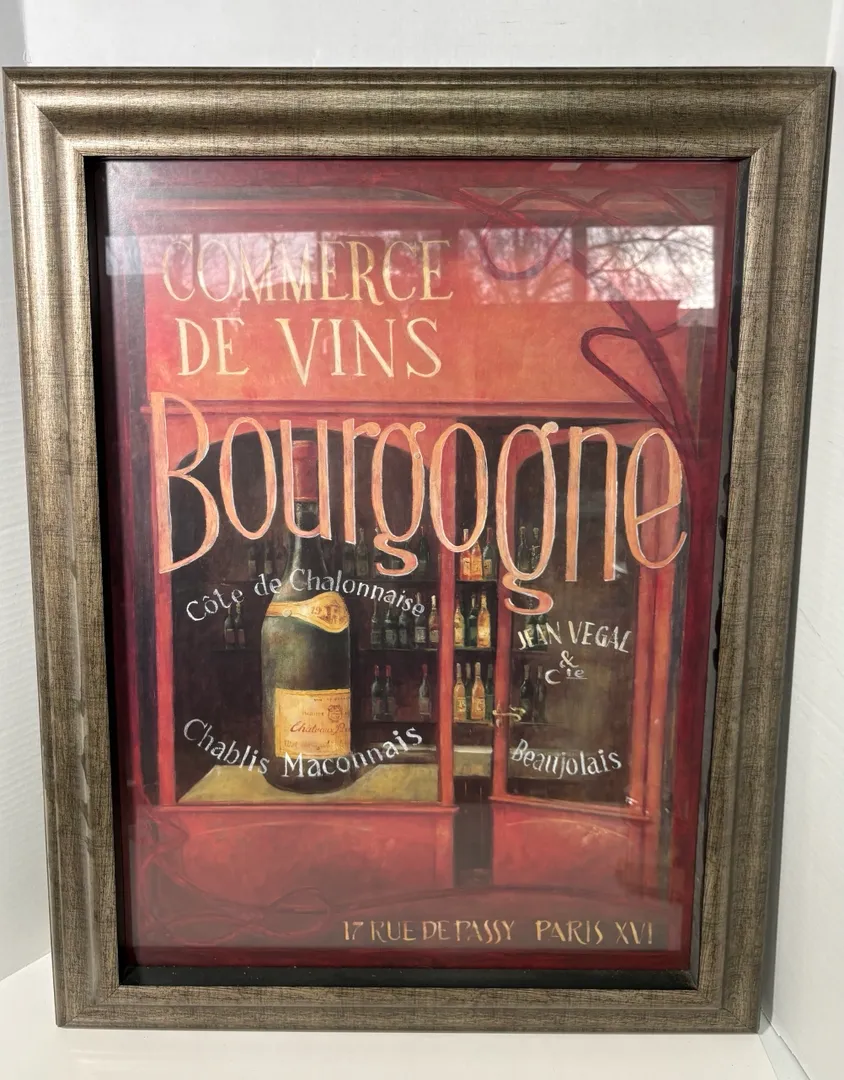 COMMERCE
DE VINS
Bourgogne
Côte de Chalonnaise
JEAN VEGAL
& Cie
Chablis Maconnais
Beaujolais
17 RUE DE PASSY PARIS XVI